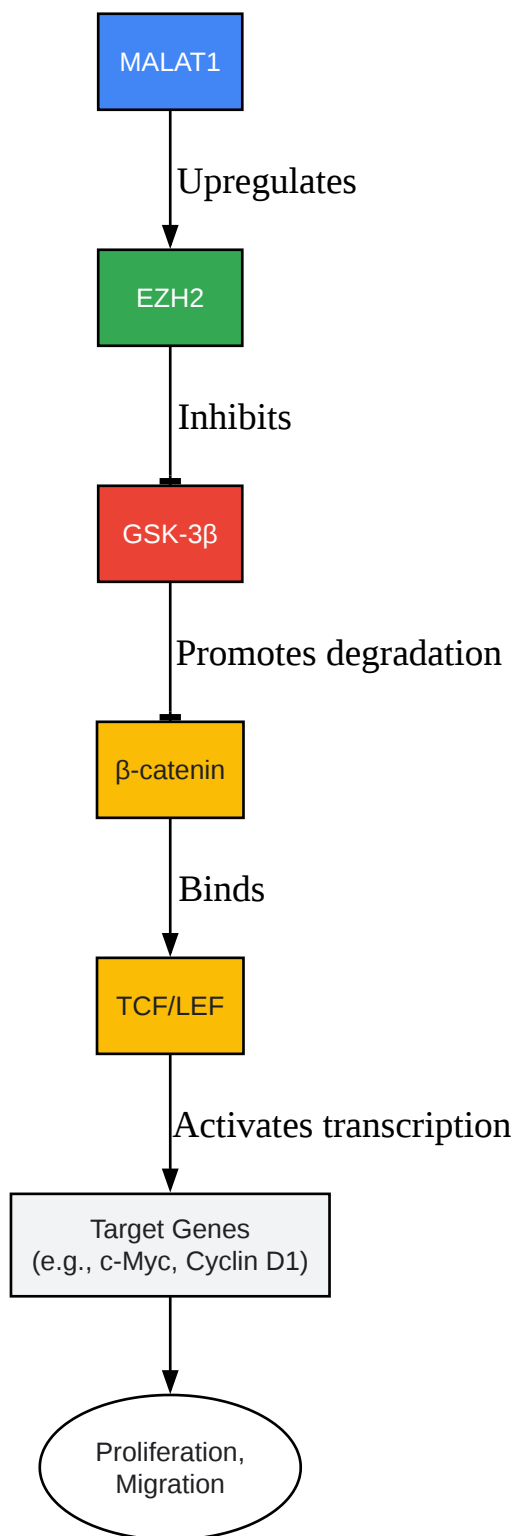 MALAT1
Upregulates
EZH2
Inhibits
GSK-3β
Promotes degradation
β-catenin
Binds
TCF/LEF
Activates transcription
Target Genes
(e.g., c-Myc, Cyclin D1)
Proliferation,
Migration